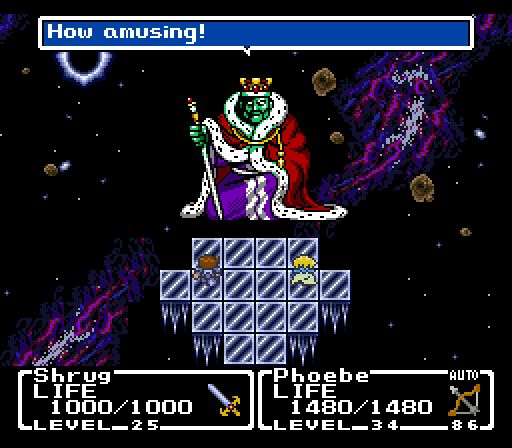 How amusing!
Shrug Phoebe AUTO
LIFE LIFE
1000/1000 1480/1480
LEVEL 25 LEVEL 34 86